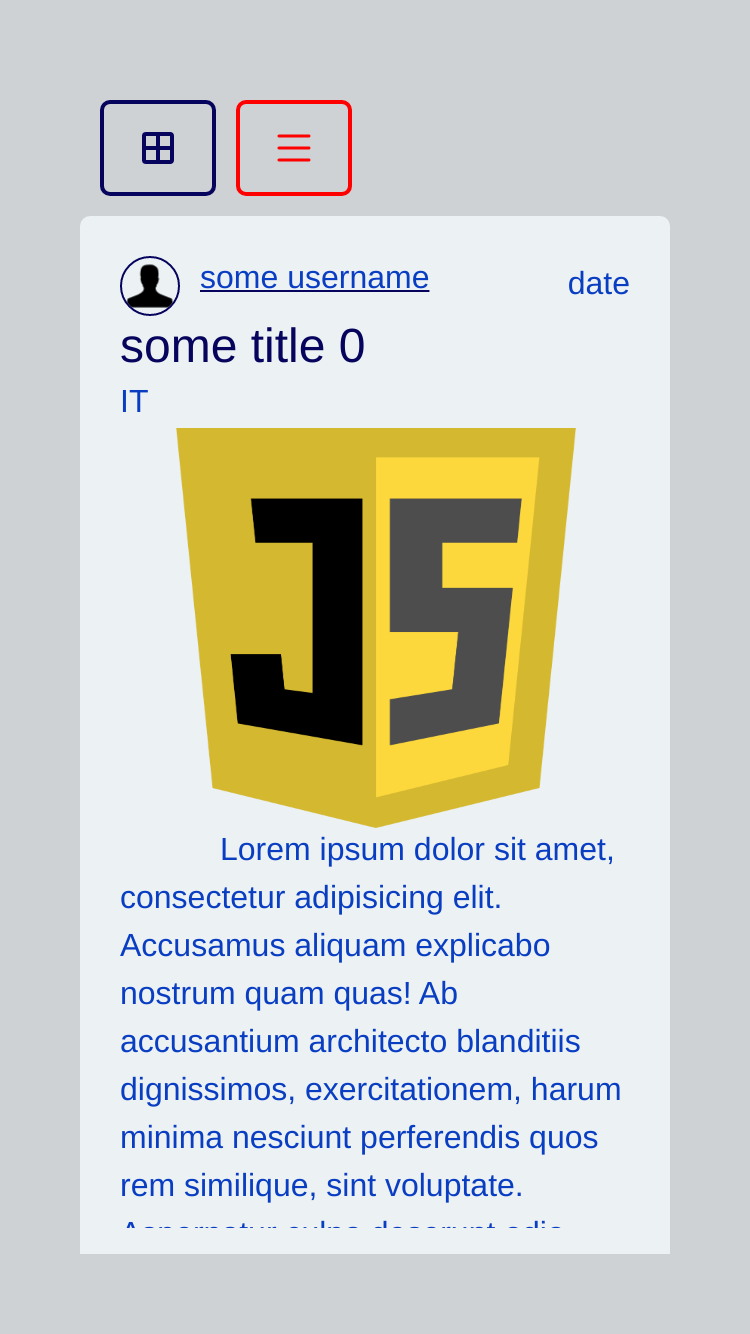 some username
date
some title 0
IT
JS
Lorem ipsum dolor sit amet,
consectetur adipisicing elit.
Accusamus aliquam explicabo
nostrum quam quas! Ab
accusantium architecto blanditiis
dignissimos, exercitationem, harum
minima nesciunt perferendis quos
rem similique, sint voluptate.